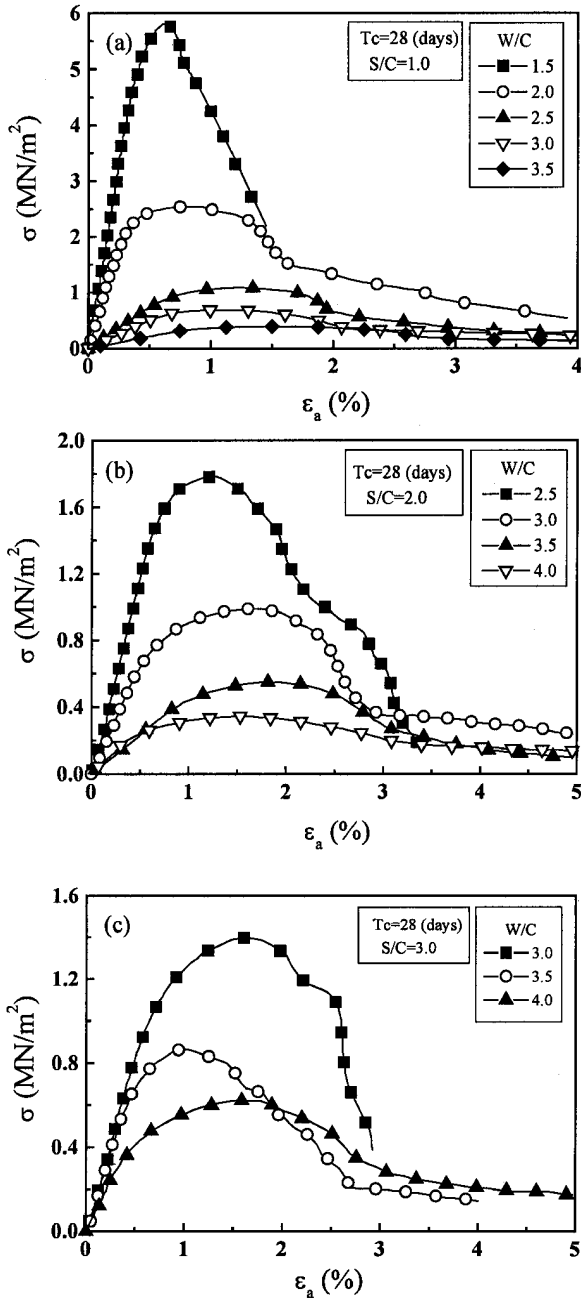 (a)
Tc=28 (days)
S/C=1.0
W/C
1.5
2.0
2.5
3.0
3.5
6
5
4
3
2
1
0
σ (MN/m²)
0 1 2 3 4
εₐ (%)
(b)
Tc=28 (days)
S/C=2.0
W/C
2.5
3.0
3.5
4.0
1.8
1.4
1.0
0.8
0.4
0.0
σ (MN/m²)
0 1 2 3 4 5
εₐ (%)
(c)
Tc=28 (days)
S/C=3.0
W/C
3.0
3.5
4.0
1.6
1.2
0.8
0.4
0.0
σ (MN/m²)
0 1 2 3 4 5
εₐ (%)